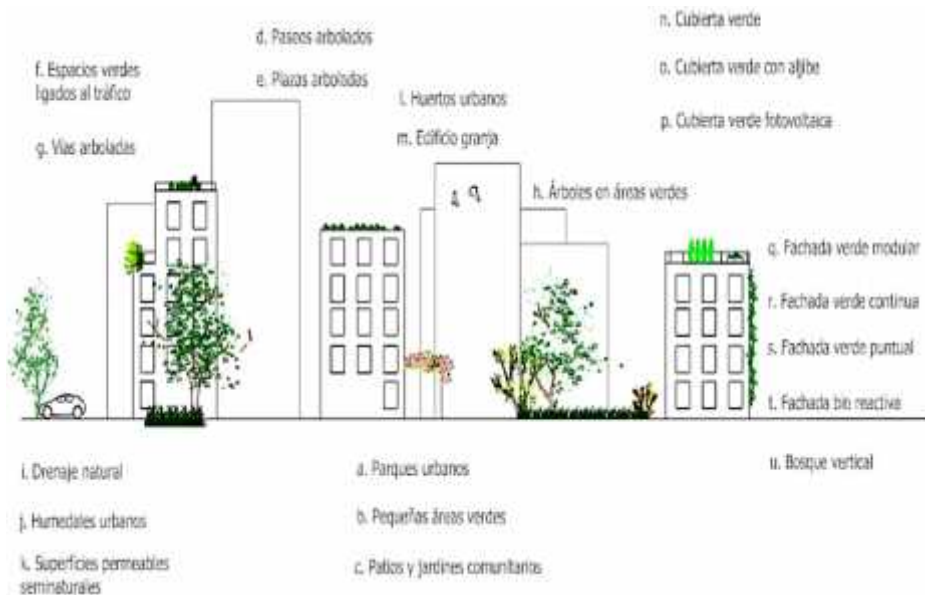 d. Paseos arbolados
e. Plazas arboladas
n. Cubierta verde
o. Cubierta verde con aljibe
p. Cubierta verde fotovoltaica
f. Espacios verdes
ligados al tráfico
g. Vías arboladas
l. Huertos urbanos
m. Edificio granja
h. Árboles en áreas verdes
q. Fachada verde modular
r. Fachada verde continua
s. Fachada verde puntual
t. Fachada bio reactiva
u. Bosque vertical
i. Drenaje natural
j. Humedales urbanos
k. Superficies permeables
seminaturales
a. Parques urbanos
b. Pequeñas áreas verdes
c. Patios y jardines comunitarios